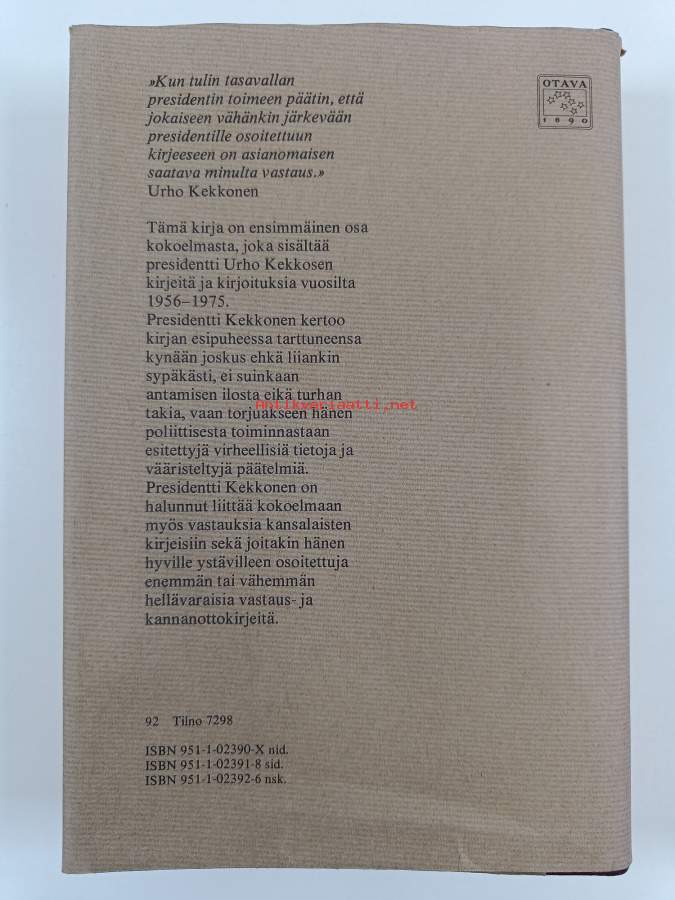 »Kun tulin tasavallan
presidentin toimeen päätin, että
jokaiseen vähänkin järkevään
presidentille osoitettuun
kirjeeseen on asianomaisen
saatava minulta vastaus.»
Urho Kekkonen
OTAVA
1890
Tämä kirja on ensimmäinen osa
kokoelmasta, joka sisältää
presidentti Urho Kekkosen
kirjeitä ja kirjoituksia vuosilta
1956–1975.
Presidentti Kekkonen kertoo
kirjan esipuheessa tarttuneensa
kynään joskus ehkä liiankin
sypäkästi, ei suinkaan
antamisen ilosta eikä turhan
takia, vaan torjuakseen hänen
Antikvariaatti.net
poliittisesta toiminnastaan
esitettyjä virheellisiä tietoja ja
vääristeltyjä päätelmiä.
Presidentti Kekkonen on
halunnut liittää kokoelmaan
myös vastauksia kansalaisten
kirjeisiin sekä joitakin hänen
hyville ystävilleen osoitettuja
enemmän tai vähemmän
hellävaraisia vastaus- ja
kannanottokirjeitä.
92 Tilno 7298
ISBN 951-1-02390-X nid.
ISBN 951-1-02391-8 sid.
ISBN 951-1-02392-6 nsk.